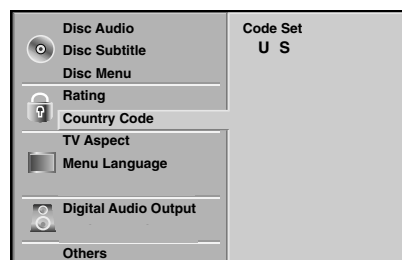 Disc Audio
Disc Subtitle
Disc Menu
Rating
Country Code
TV Aspect
Menu Language
Digital Audio Output
Others
Code Set
U S